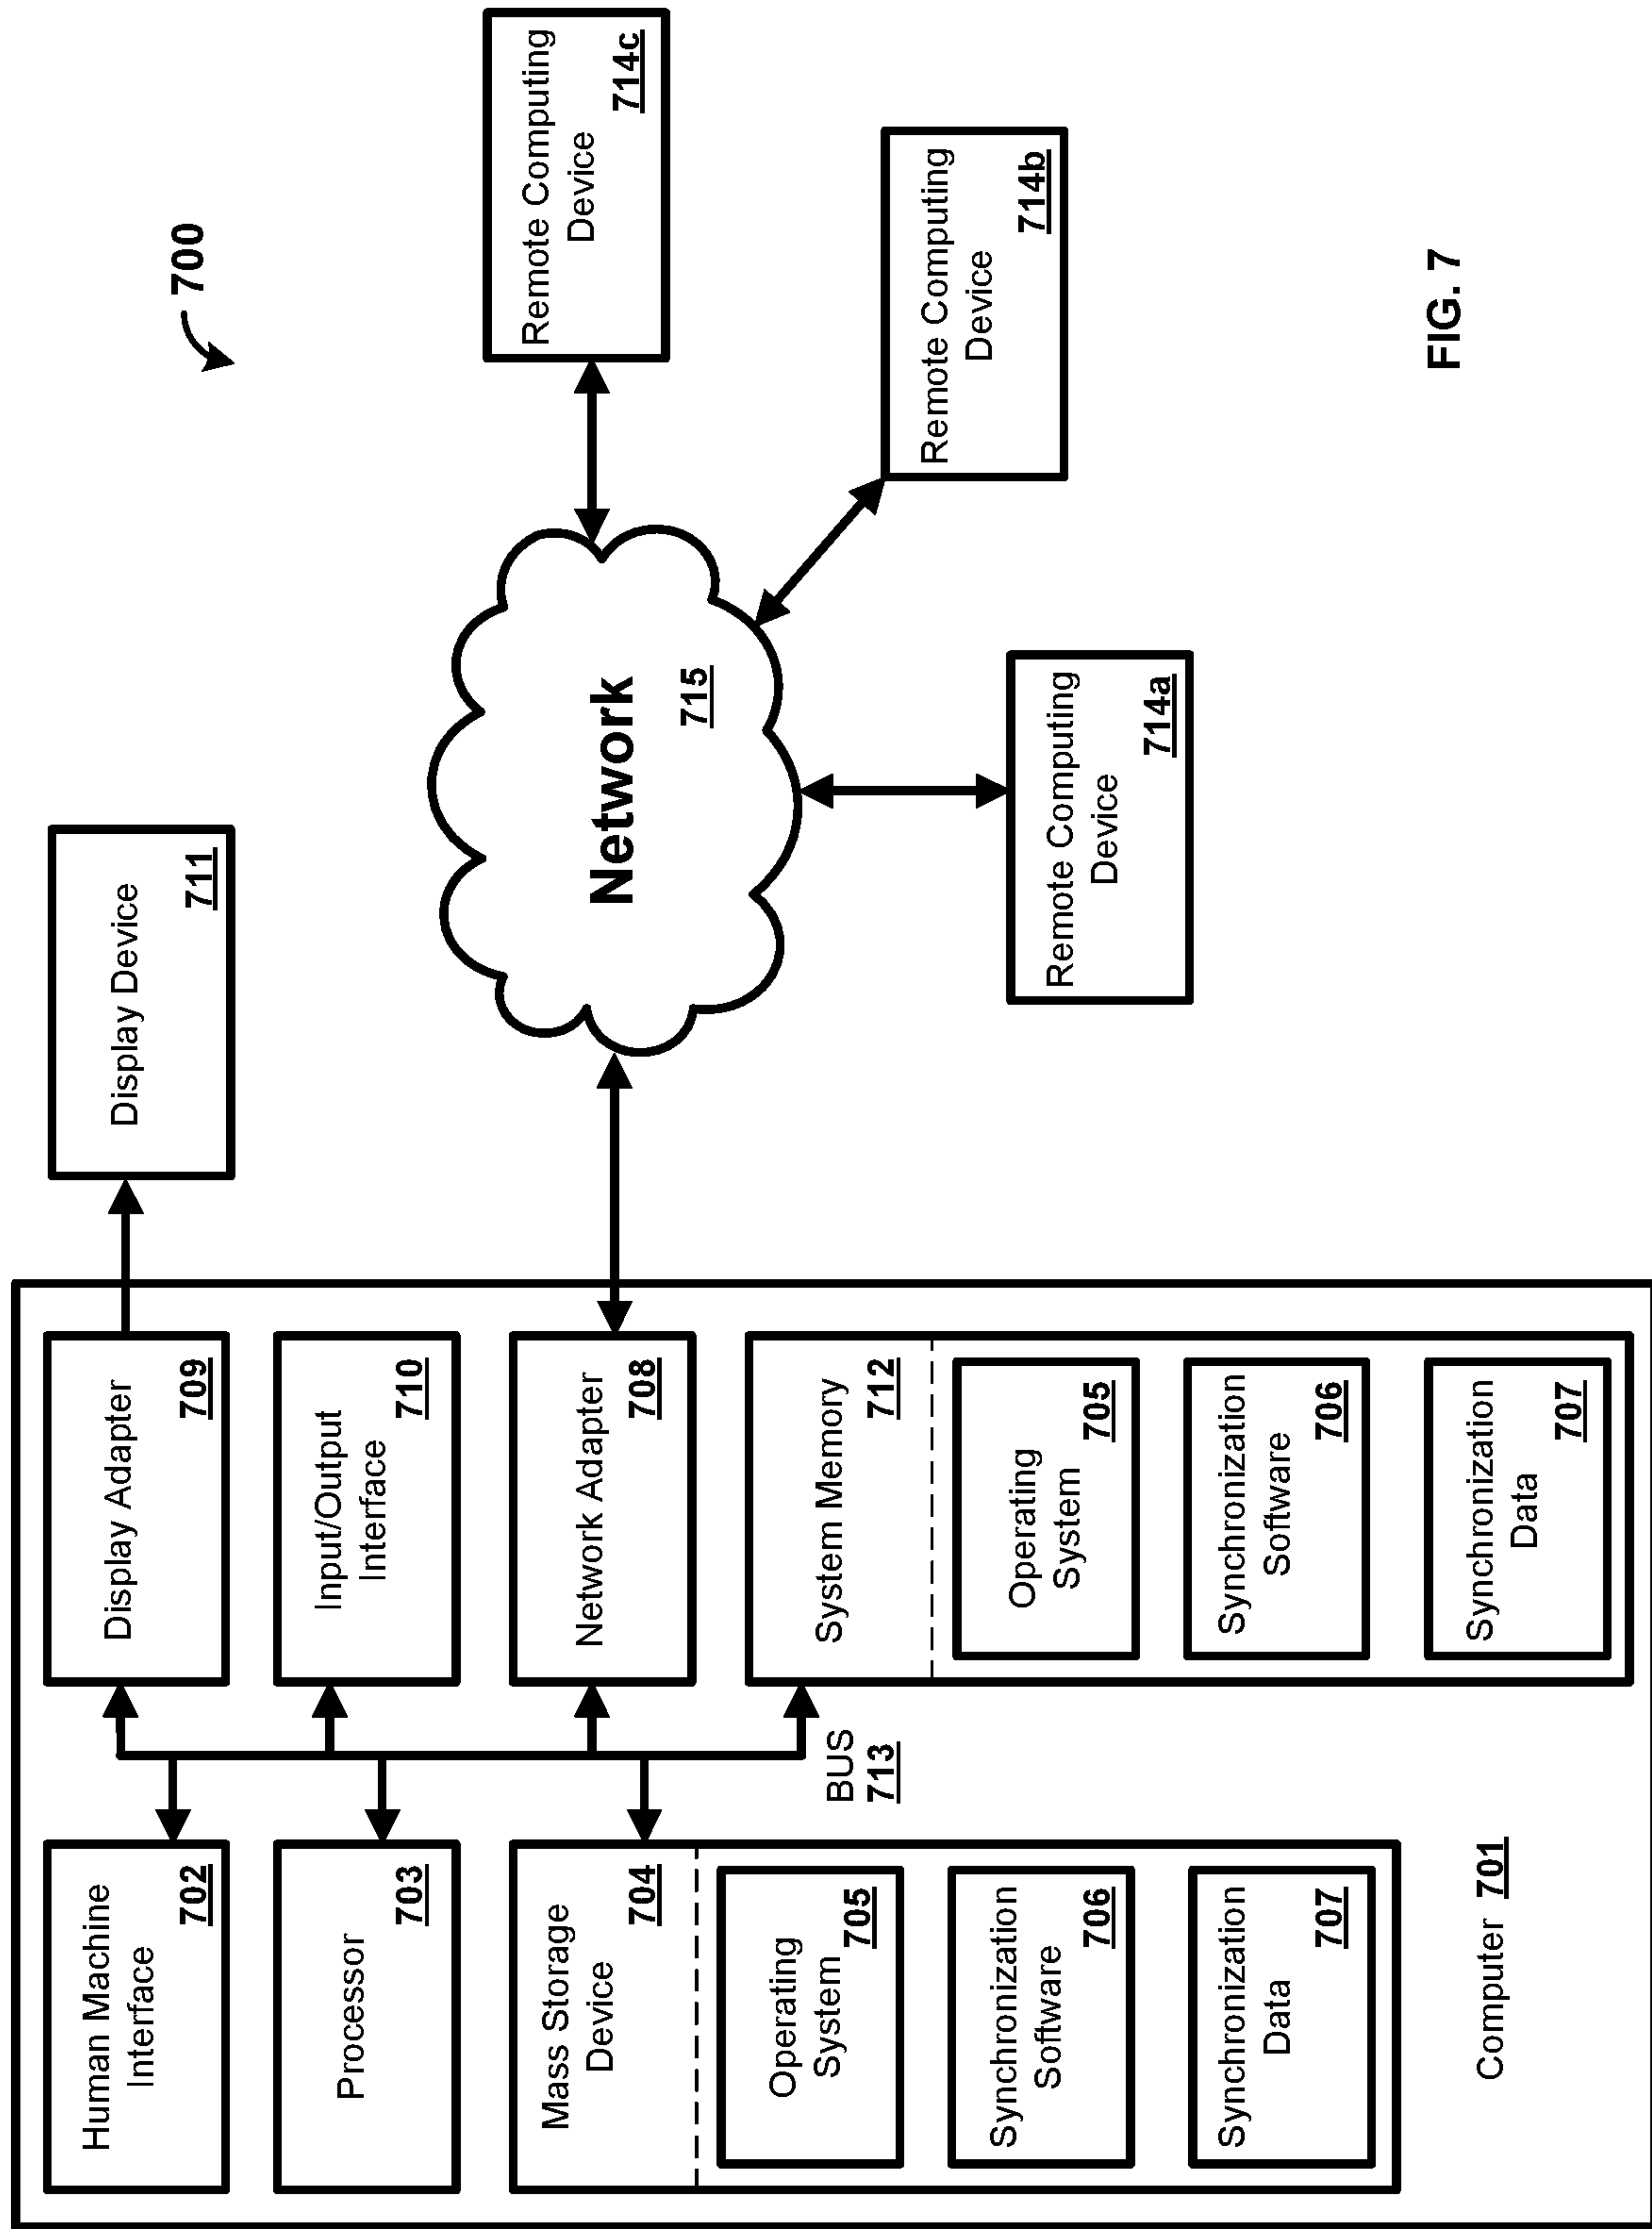 700
Human Machine
Interface
702
Processor
703
Mass Storage
Device
704
Operating
System
705
Synchronization
Software
706
Synchronization
Data
707
Computer 701
BUS
713
Display Adapter
709
Input/Output
Interface
710
Network Adapter
708
System Memory
712
Operating
System
705
Synchronization
Software
706
Synchronization
Data
707
Display Device
711
Network
715
Remote Computing
Device
714a
Remote Computing
Device
714b
Remote Computing
Device
714c
FIG. 7